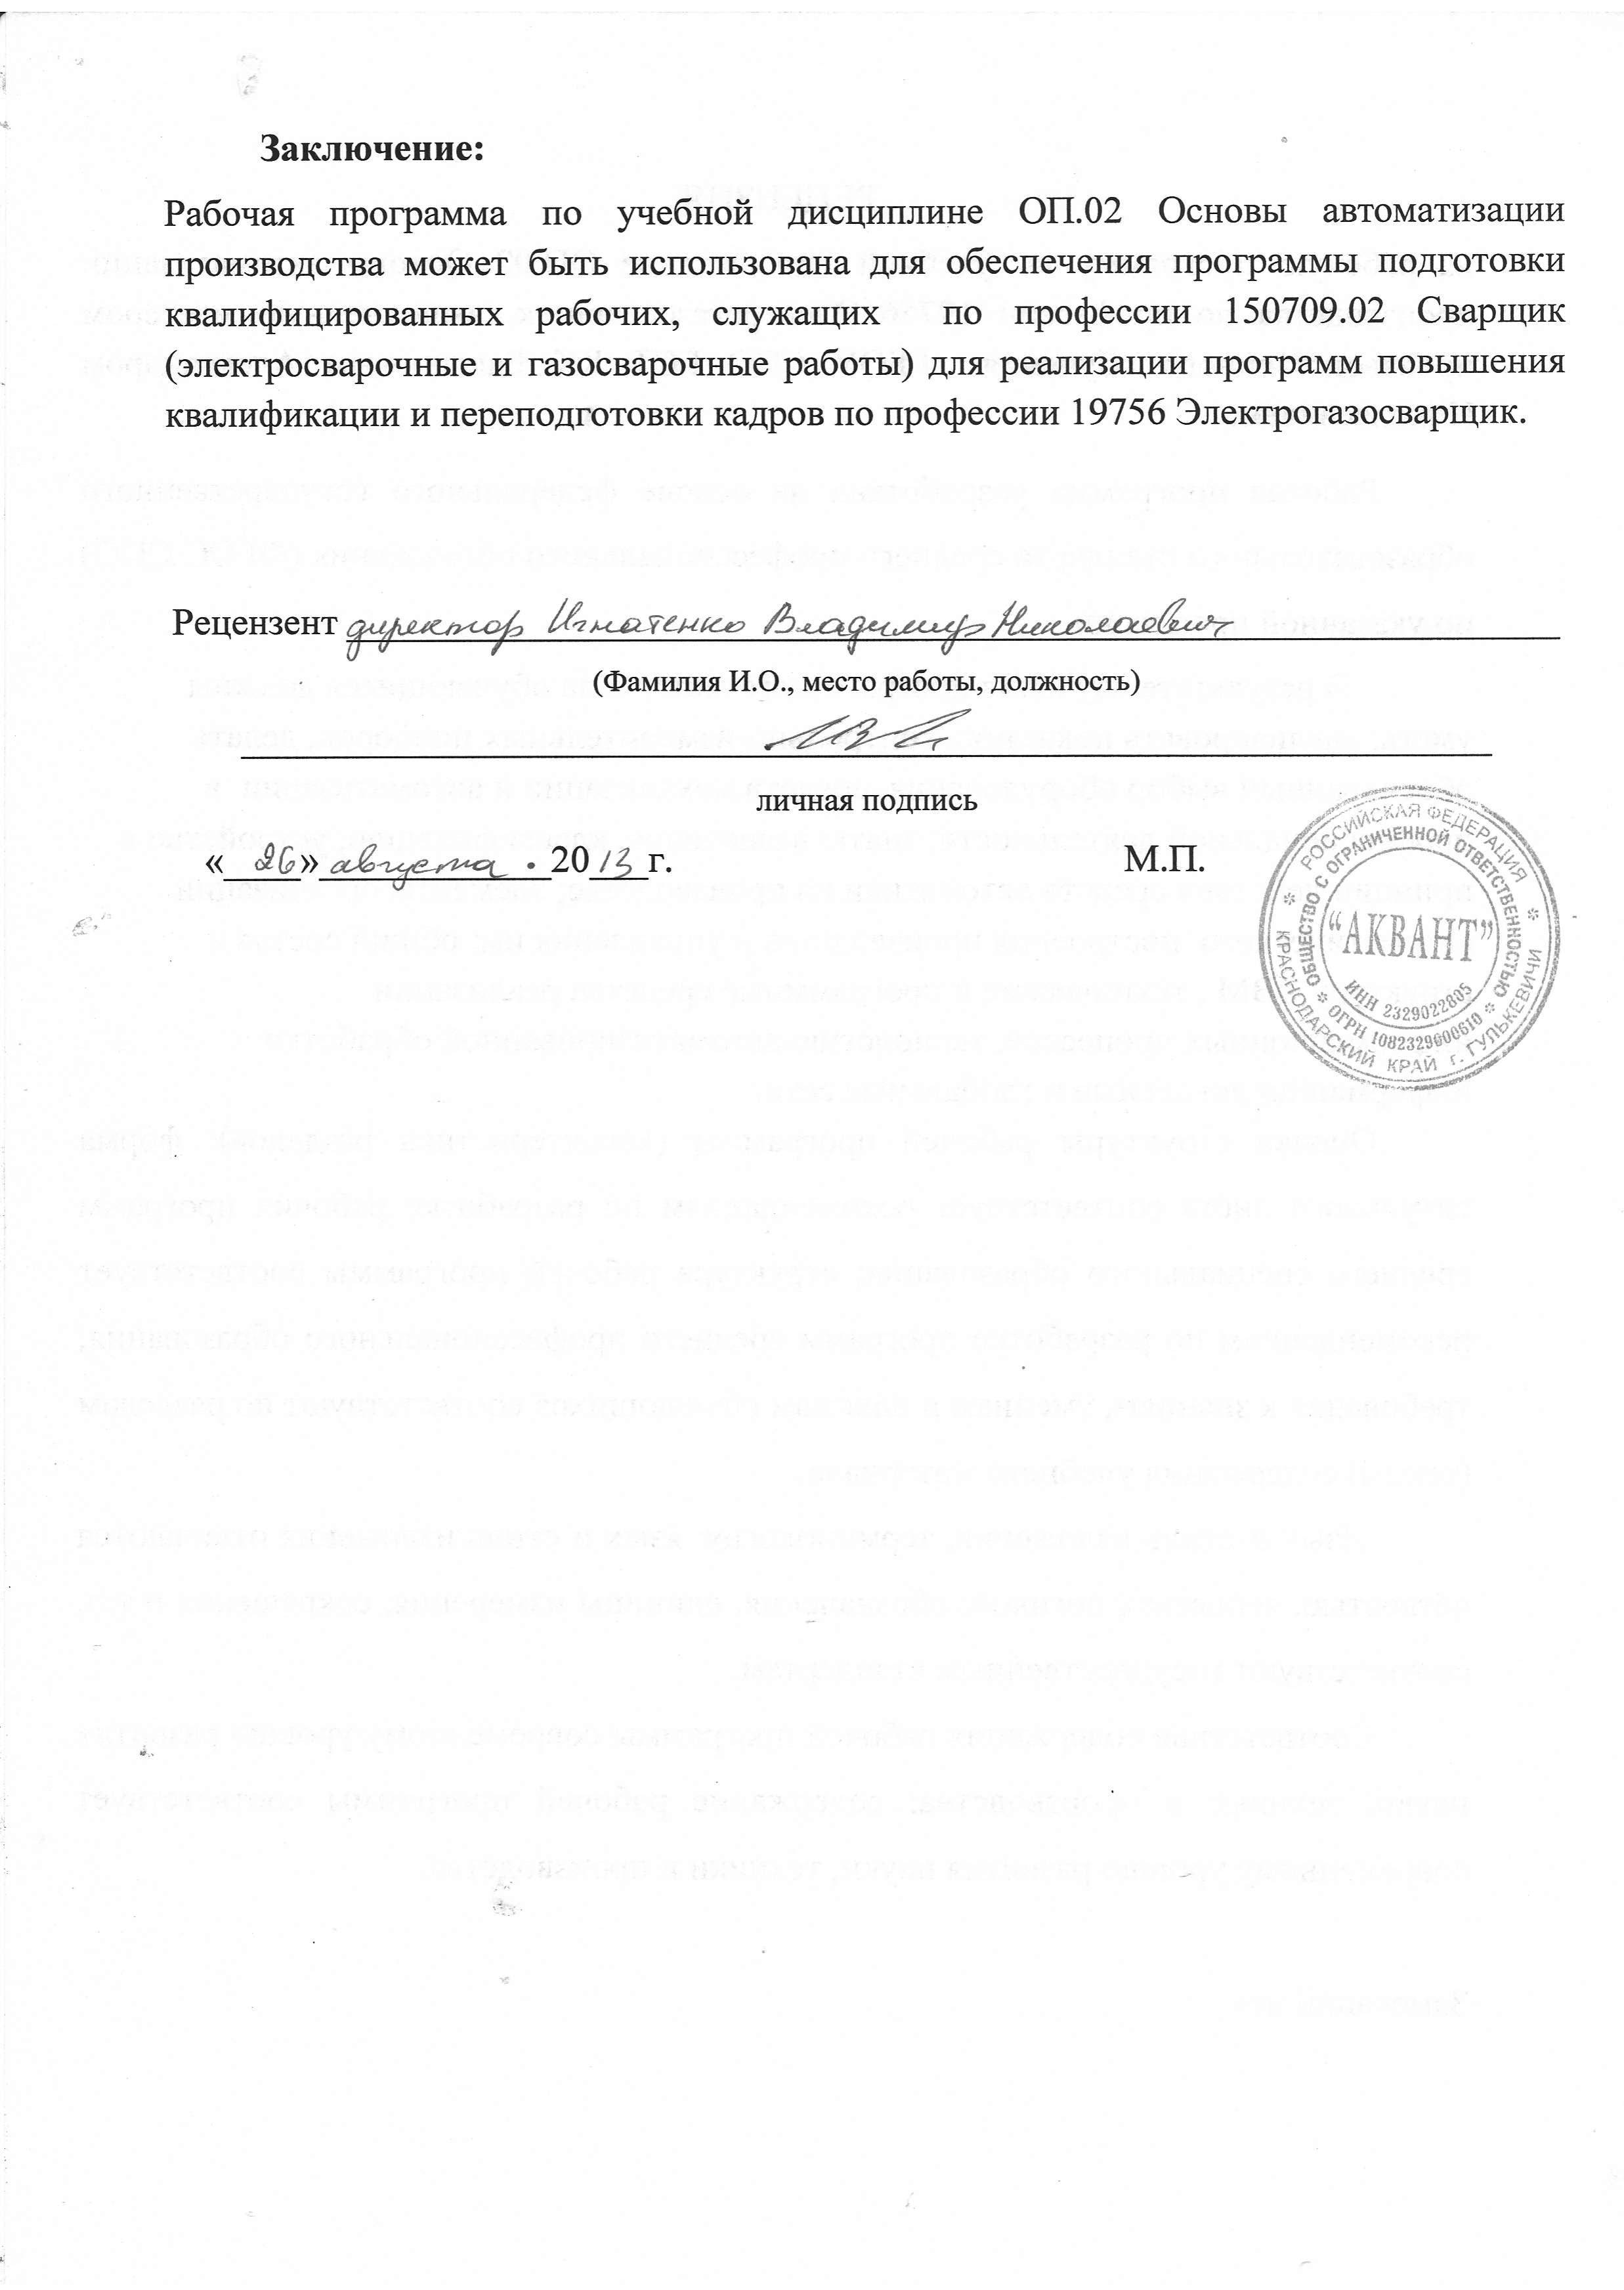 Заключение:
Рабочая программа по учебной дисциплине ОП.02 Основы автоматизации
производства может быть использована для обеспечения программы подготовки
квалифицированных рабочих, служащих по профессии 150709.02 Сварщик
(электросварочные и газосварочные работы) для реализации программ повышения
квалификации и переподготовки кадров по профессии 19756 Электрогазосварщик.
Рецензент директор Игнатенко Владимир Николаевич
(Фамилия И.О., место работы, должность)
личная подпись
«26» августа 2013 г.
М.П.
РОССИЙСКАЯ ФЕДЕРАЦИЯ
КРАСНОДАРСКИЙ КРАЙ г. ГУЛЬКЕВИЧИ
ОБЩЕСТВО С ОГРАНИЧЕННОЙ ОТВЕТСТВЕННОСТЬЮ
ОГРН 1082329600610
"АКВАНТ"
ИНН 2329022805